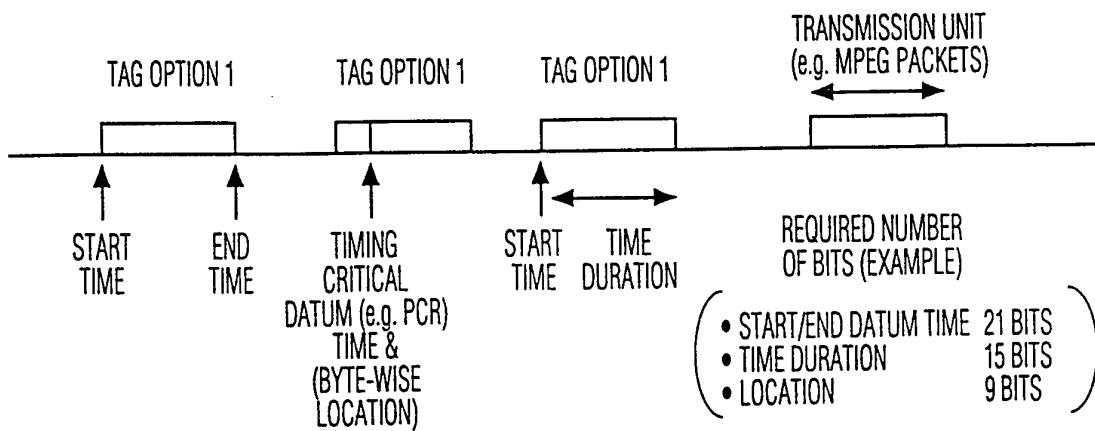 TRANSMISSION UNIT
(e.g. MPEG PACKETS)
TAG OPTION 1
TAG OPTION 1
TAG OPTION 1
START
TIME
END
TIME
TIMING
CRITICAL
DATUM (e.g. PCR)
TIME &
(BYTE-WISE
LOCATION)
START
TIME
TIME
DURATION
REQUIRED NUMBER
OF BITS (EXAMPLE)
• START/END DATUM TIME 21 BITS
• TIME DURATION 15 BITS
• LOCATION 9 BITS